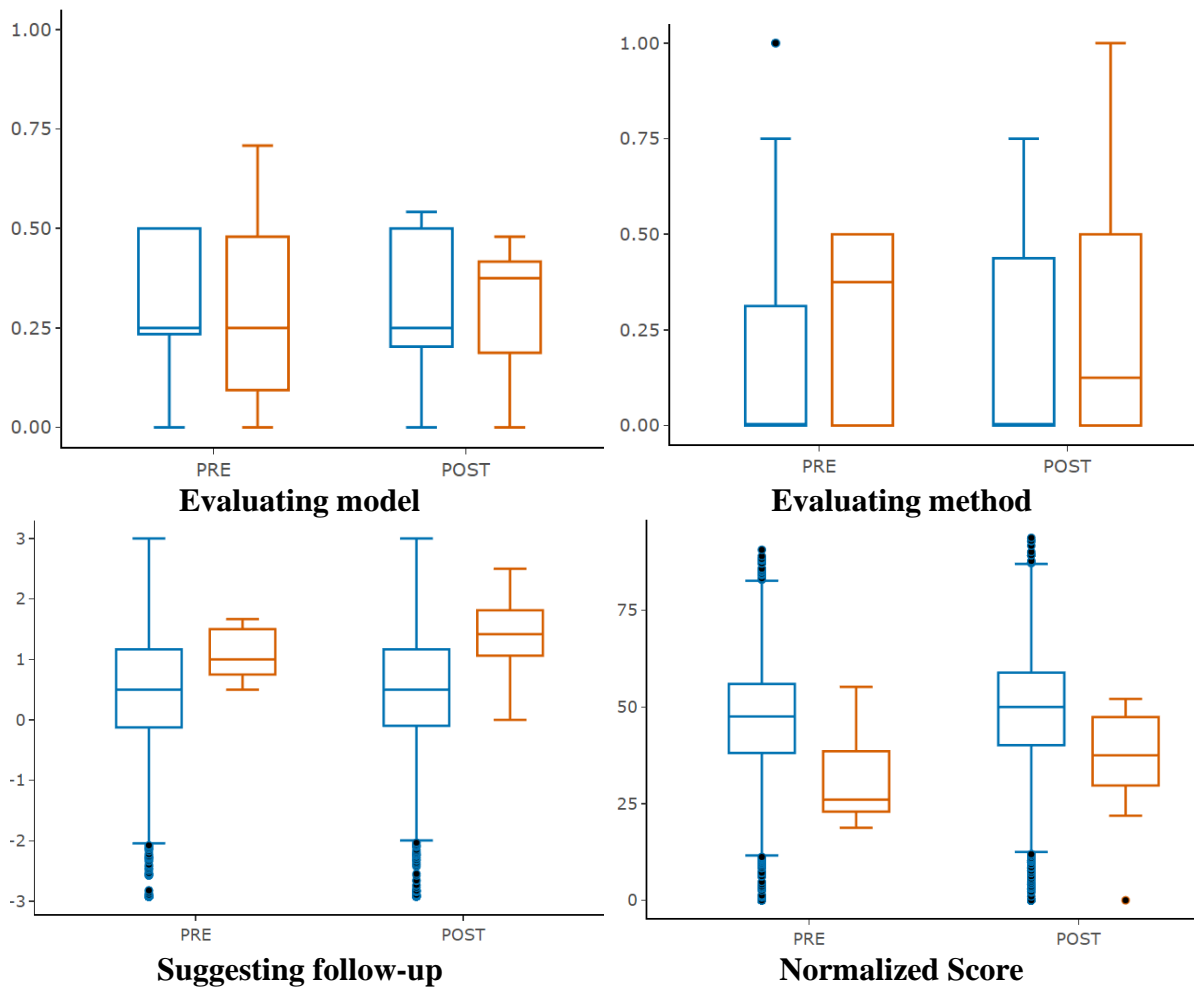 1.00
0.75
0.50
0.25
0.00
PRE POST
Evaluating model
1.00
0.75
0.50
0.25
0.00
PRE POST
Evaluating method
3
2
1
0
-1
-2
-3
PRE POST
Suggesting follow-up
75
50
25
0
PRE POST
Normalized Score